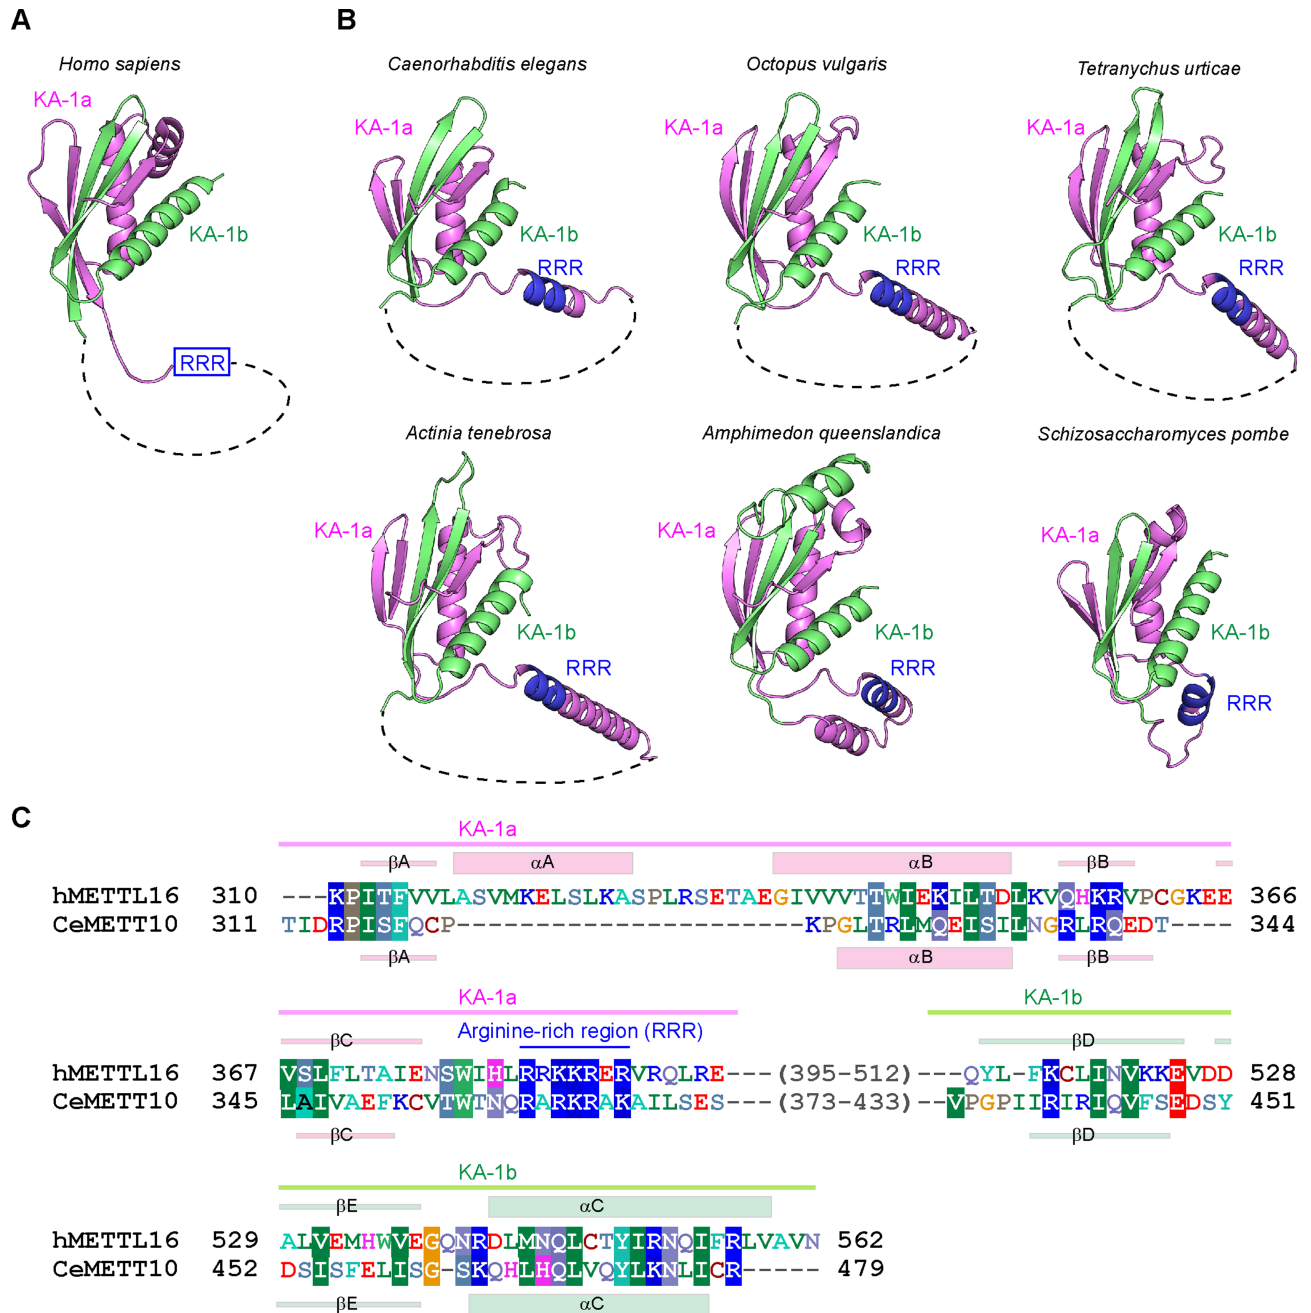 A
B
Homo sapiens
Caenorhabditis elegans
Octopus vulgaris
Tetranychus urticae
KA-1a
KA-1b
RRR
KA-1a
KA-1b
RRR
KA-1a
KA-1b
RRR
KA-1a
KA-1b
RRR
Actinia tenebrosa
Amphimedon queenslandica
Schizosaccharomyces pombe
KA-1a
KA-1b
RRR
KA-1a
KA-1b
RRR
KA-1a
KA-1b
RRR
C
KA-1a
βA αA αB βB
hMETTL16 310 ---KPITFVVLASVMKELSLKASPLRSETAEGIVVVTTWIEKILTDLKVQHKRVPCGKEE 366
CeMETT10 311 TIDRPISFQCP----------------------KPGLTRLMQEISILNGRLRQEDT---- 344
βA αB βB
KA-1a KA-1b
βC Arginine-rich region (RRR) βD
hMETTL16 367 VSLFLTAIENSWIHLRRKKRERVRQLRE---(395-512)---QYL-FKCLINVKKEVDD 528
CeMETT10 345 LAIVAEFKCVTWTNQRARKRAKAILSES---(373-433)--VPGPIIRIRIQVFSEDSY 451
βC βD
KA-1b
βE αC
hMETTL16 529 ALVEMHWVEGQNRDLMNQLCTYIRNQIFRLVAVN 562
CeMETT10 452 DSISFELISG-SKQHLHQLVQYLKNLICR----- 479
βE αC